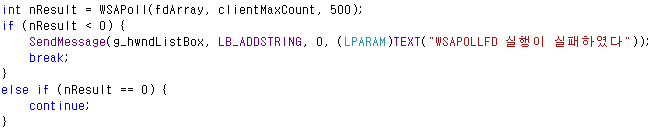 int nResult = WSAPoll(fdArray, clientMaxCount, 500);
if (nResult < 0) {
SendMessage(g_hwndListBox, LB_ADDSTRING, 0, (LPARAM)TEXT("WSAPOLLFD 실행이 실패하였다"));
break;
}
else if (nResult == 0) {
continue;
}